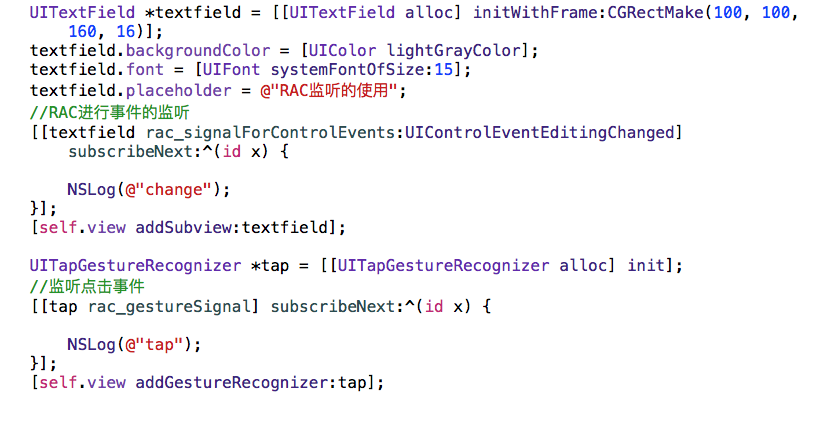 UITextField *textfield = [[UITextField alloc] initWithFrame:CGRectMake(100, 100,
160, 16)];
textfield.backgroundColor = [UIColor lightGrayColor];
textfield.font = [UIFont systemFontOfSize:15];
textfield.placeholder = @"RAC监听的使用";
//RAC进行事件的监听
[[textfield rac_signalForControlEvents:UIControlEventEditingChanged]
subscribeNext:^(id x) {
NSLog(@"change");
}];
[self.view addSubview:textfield];
UITapGestureRecognizer *tap = [[UITapGestureRecognizer alloc] init];
//监听点击事件
[[tap rac_gestureSignal] subscribeNext:^(id x) {
NSLog(@"tap");
}];
[self.view addGestureRecognizer:tap];